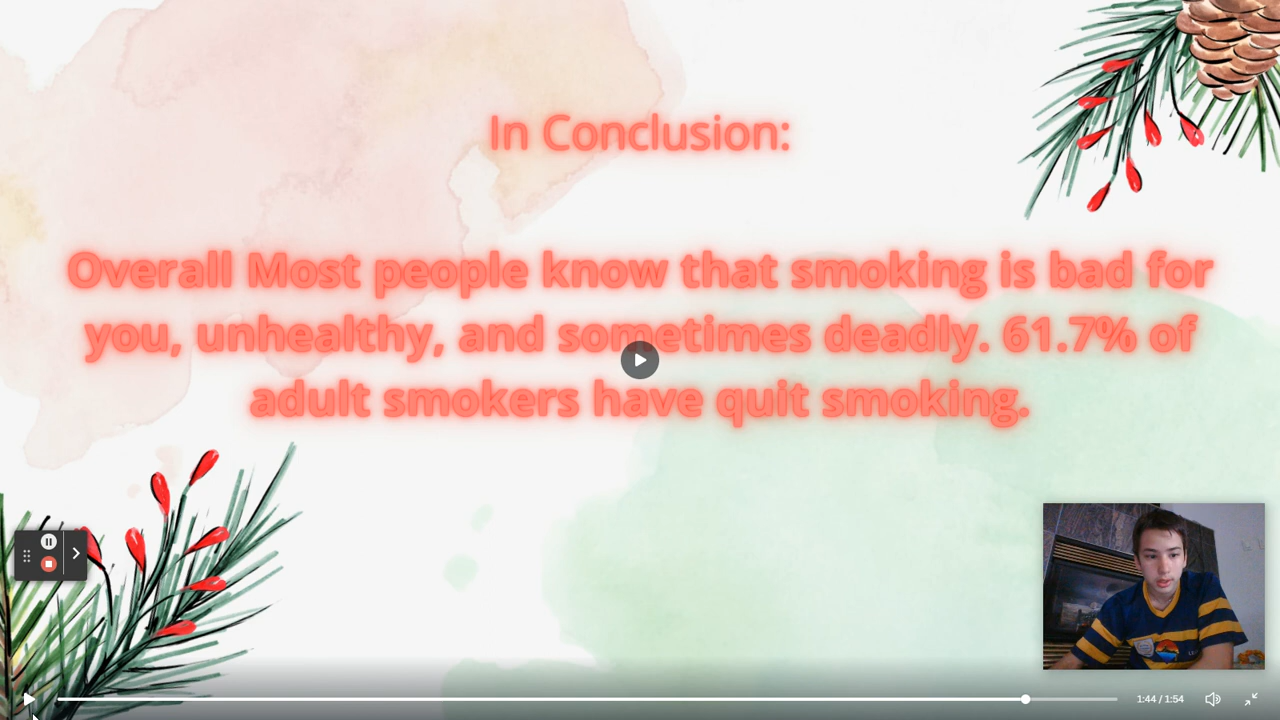 In Conclusion:
Overall Most people know that smoking is bad for
you, unhealthy, and sometimes deadly. 61.7% of
adult smokers have quit smoking.
1:44 / 1:54